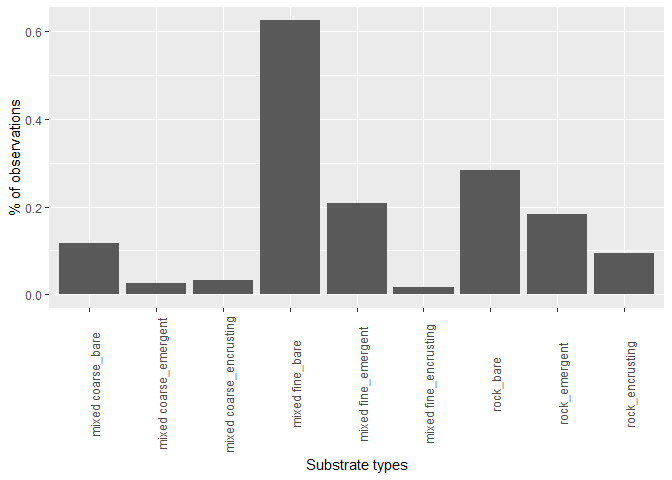 % of observations
0.6
0.4
0.2
0.0
mixed coarse_bare
mixed coarse_emergent
mixed coarse_encrusting
mixed fine_bare
mixed fine_emergent
mixed fine_encrusting
rock_bare
rock_emergent
rock_encrusting
Substrate types